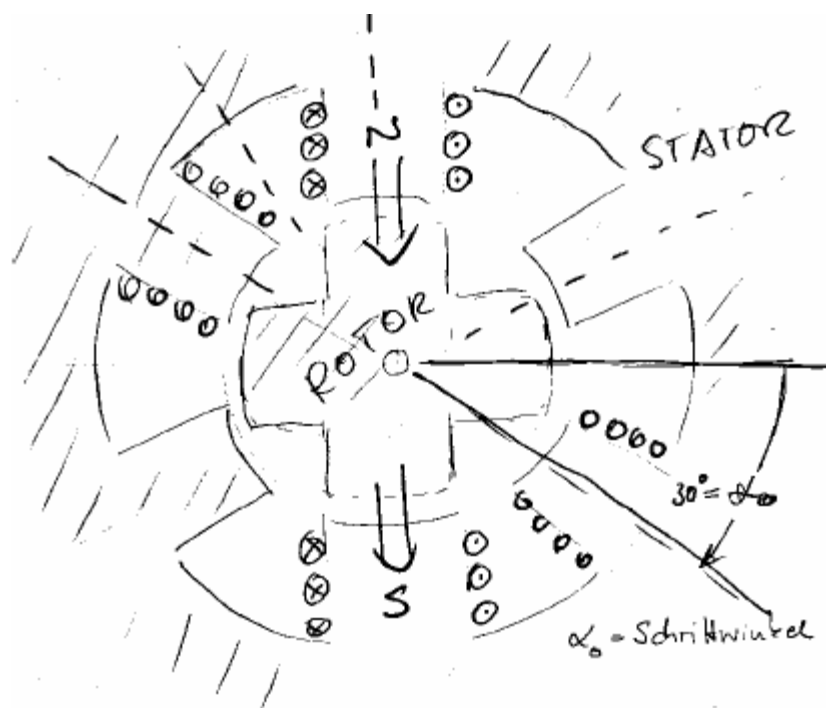 N
STATOR
ROTOR
30° = α₀
S
α₀ = Schrittwinkel